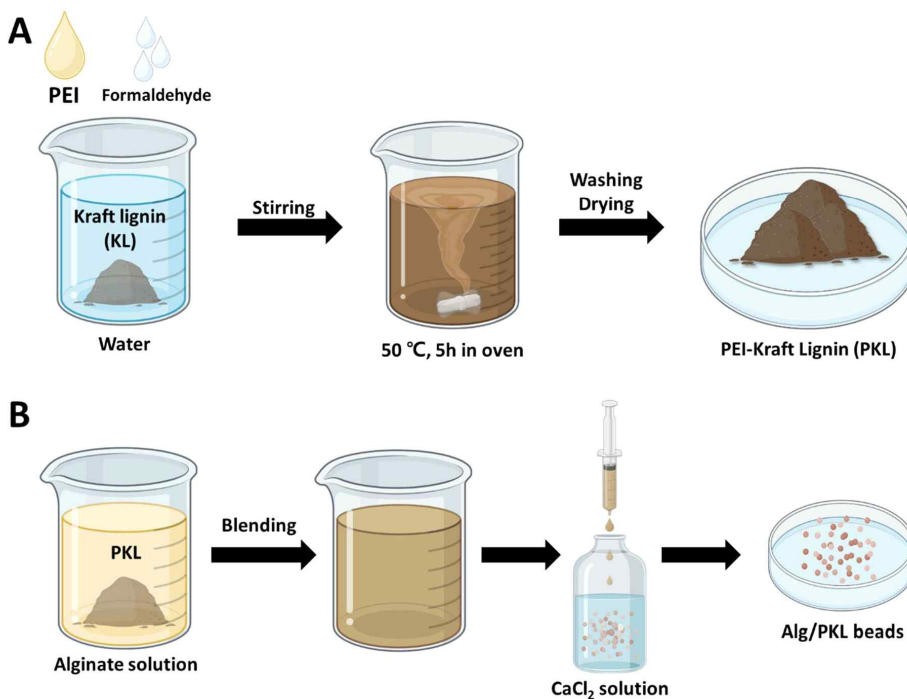 A
PEI
Formaldehyde
Kraft lignin
(KL)
Water
Stirring
50 ℃, 5h in oven
Washing
Drying
PEI-Kraft Lignin (PKL)
B
PKL
Alginate solution
Blending
CaCl₂ solution
Alg/PKL beads